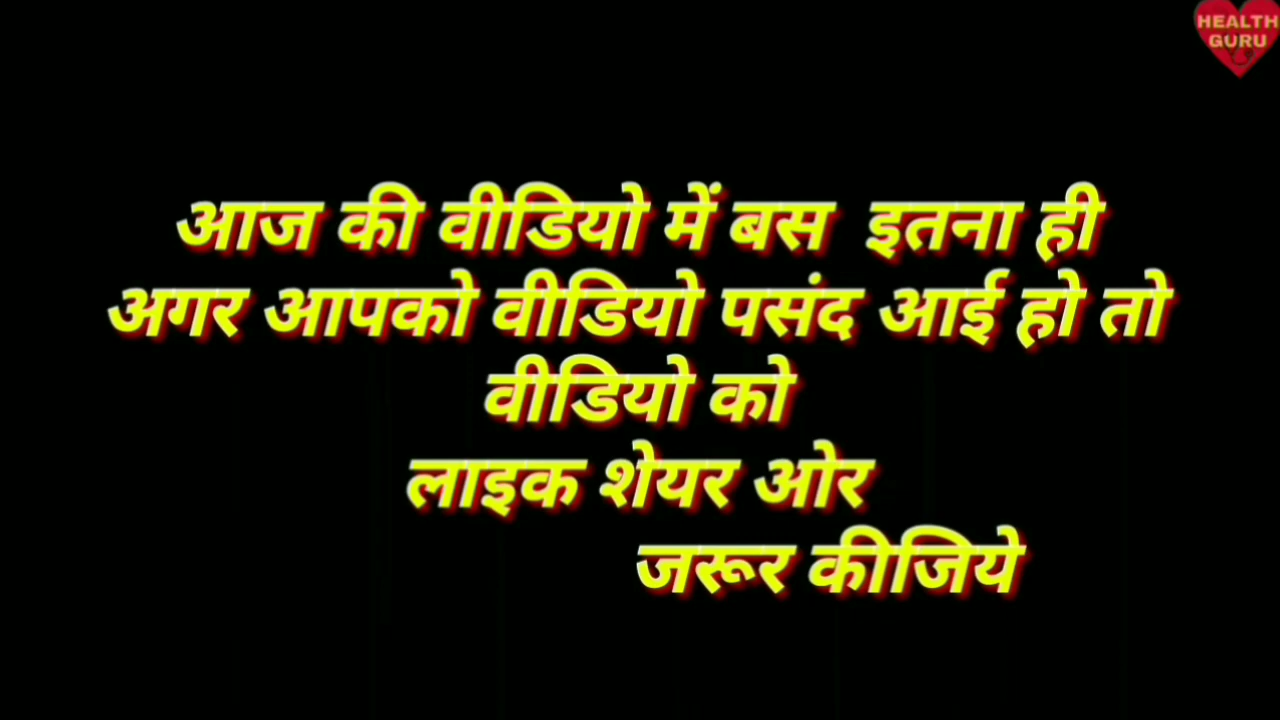 HEALTH
GURU
आज की वीडियो में बस इतना ही
अगर आपको वीडियो पसंद आई हो तो
वीडियो को
लाइक शेयर ओर
जरूर कीजिये